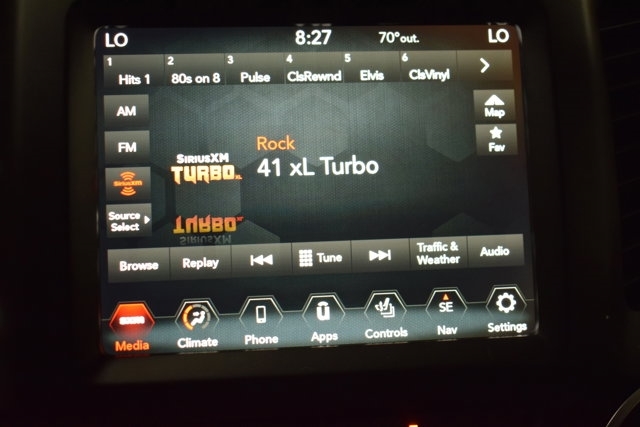 LO 8:27 70°out. LO
1 Hits 1 2 80s on 8 3 Pulse 4 ClsRewnd 5 Elvis 6 ClsVinyl
AM
Map
FM
Fav
Rock
SiriusXM
TURBO XL
41 xL Turbo
SiriusXM
Source
Select
Browse Replay Tune Traffic &
Weather Audio
SE
Media Climate Phone Apps Controls Nav Settings